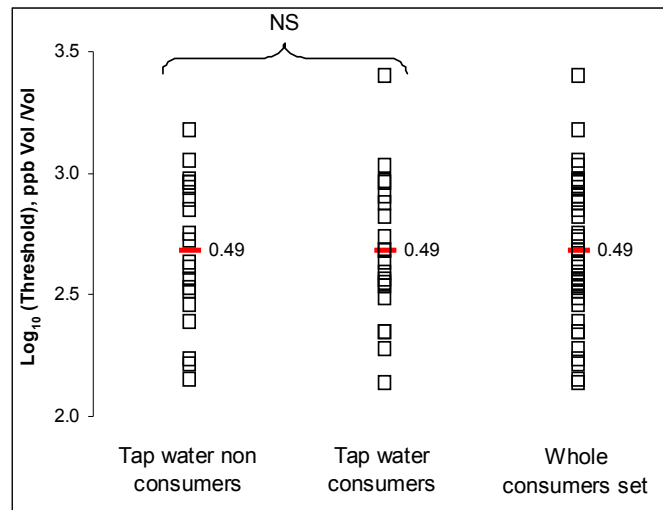 NS
Log₁₀ (Threshold), ppb Vol /Vol
3.5
3.0
2.5
2.0
0.49
0.49
0.49
Tap water non
consumers
Tap water
consumers
Whole
consumers set